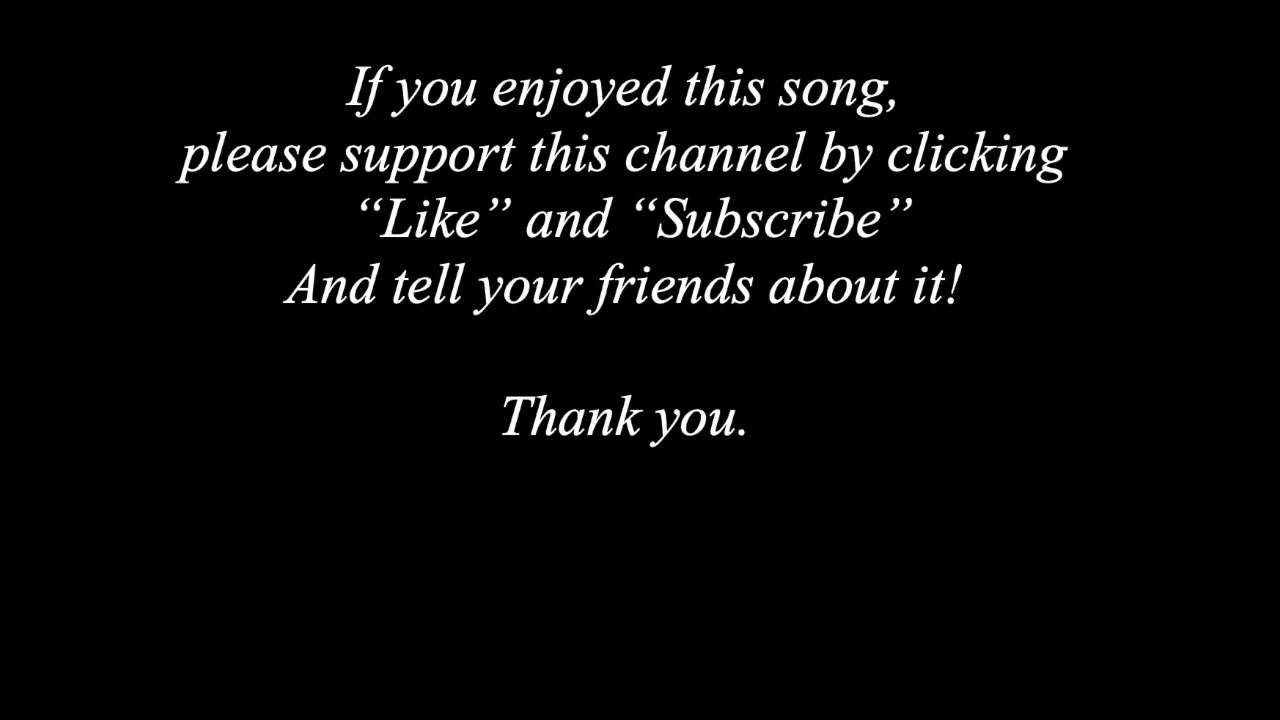 If you enjoyed this song,
please support this channel by clicking
“Like” and “Subscribe”
And tell your friends about it!
Thank you.